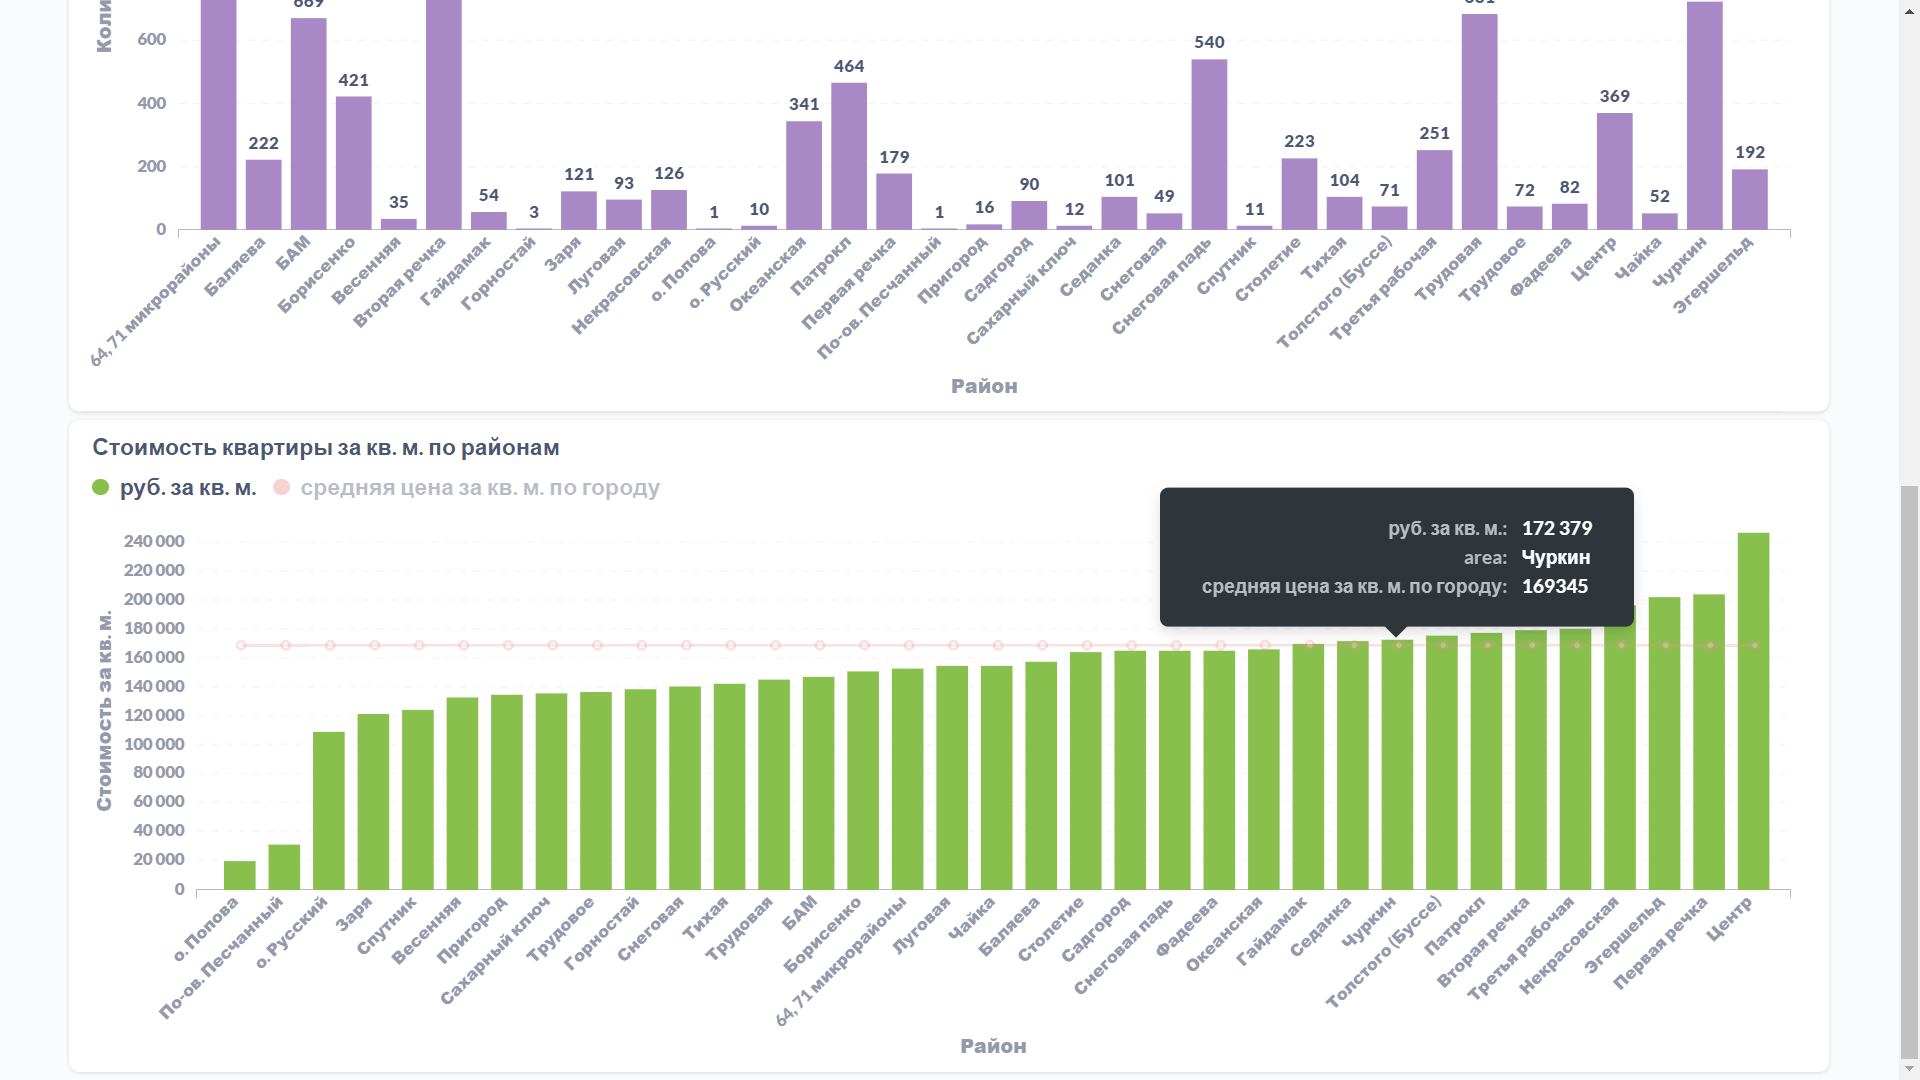 Коли
600
400
200
0
669
421
222
35
54
3
121
93
126
1
10
341
464
179
1
16
90
12
101
49
540
11
223
104
71
251
681
72
82
369
52
192
64, 71 микрорайоны
Баляева
БАМ
Борисенко
Весенняя
Вторая речка
Гайдамак
Горностай
Заря
Луговая
Некрасовская
о. Попова
о. Русский
Океанская
Патрокл
Первая речка
По-ов. Песчанный
Пригород
Садгород
Сахарный ключ
Седанка
Снеговая
Снеговая падь
Спутник
Столетие
Тихая
Толстого (Буссе)
Третья рабочая
Трудовая
Трудовое
Фадеева
Центр
Чайка
Чуркин
Эгершельд
Район
Стоимость квартиры за кв. м. по районам
руб. за кв. м.
средняя цена за кв. м. по городу
руб. за кв. м.: 172 379
area: Чуркин
средняя цена за кв. м. по городу: 169345
Стоимость за кв. м.
240 000
220 000
200 000
180 000
160 000
140 000
120 000
100 000
80 000
60 000
40 000
20 000
0
о. Попова
По-ов. Песчанный
о. Русский
Заря
Спутник
Весенняя
Пригород
Сахарный ключ
Трудовое
Горностай
Снеговая
Тихая
Трудовая
БАМ
Борисенко
64, 71 микрорайоны
Луговая
Чайка
Баляева
Столетие
Садгород
Снеговая падь
Фадеева
Океанская
Гайдамак
Седанка
Чуркин
Толстого (Буссе)
Патрокл
Вторая речка
Третья рабочая
Некрасовская
Эгершельд
Первая речка
Центр
Район